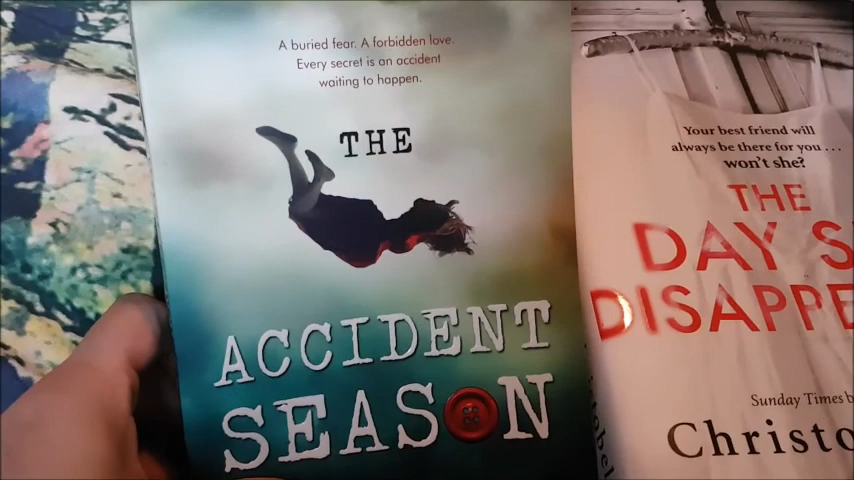 A buried fear. A forbidden love.
Every secret is an accident
waiting to happen.
THE
ACCIDENT
SEASON
Your best friend will
always be there for you ...
won't she?
THE
DAY S
DISAPPE
Sunday Times b
Christo